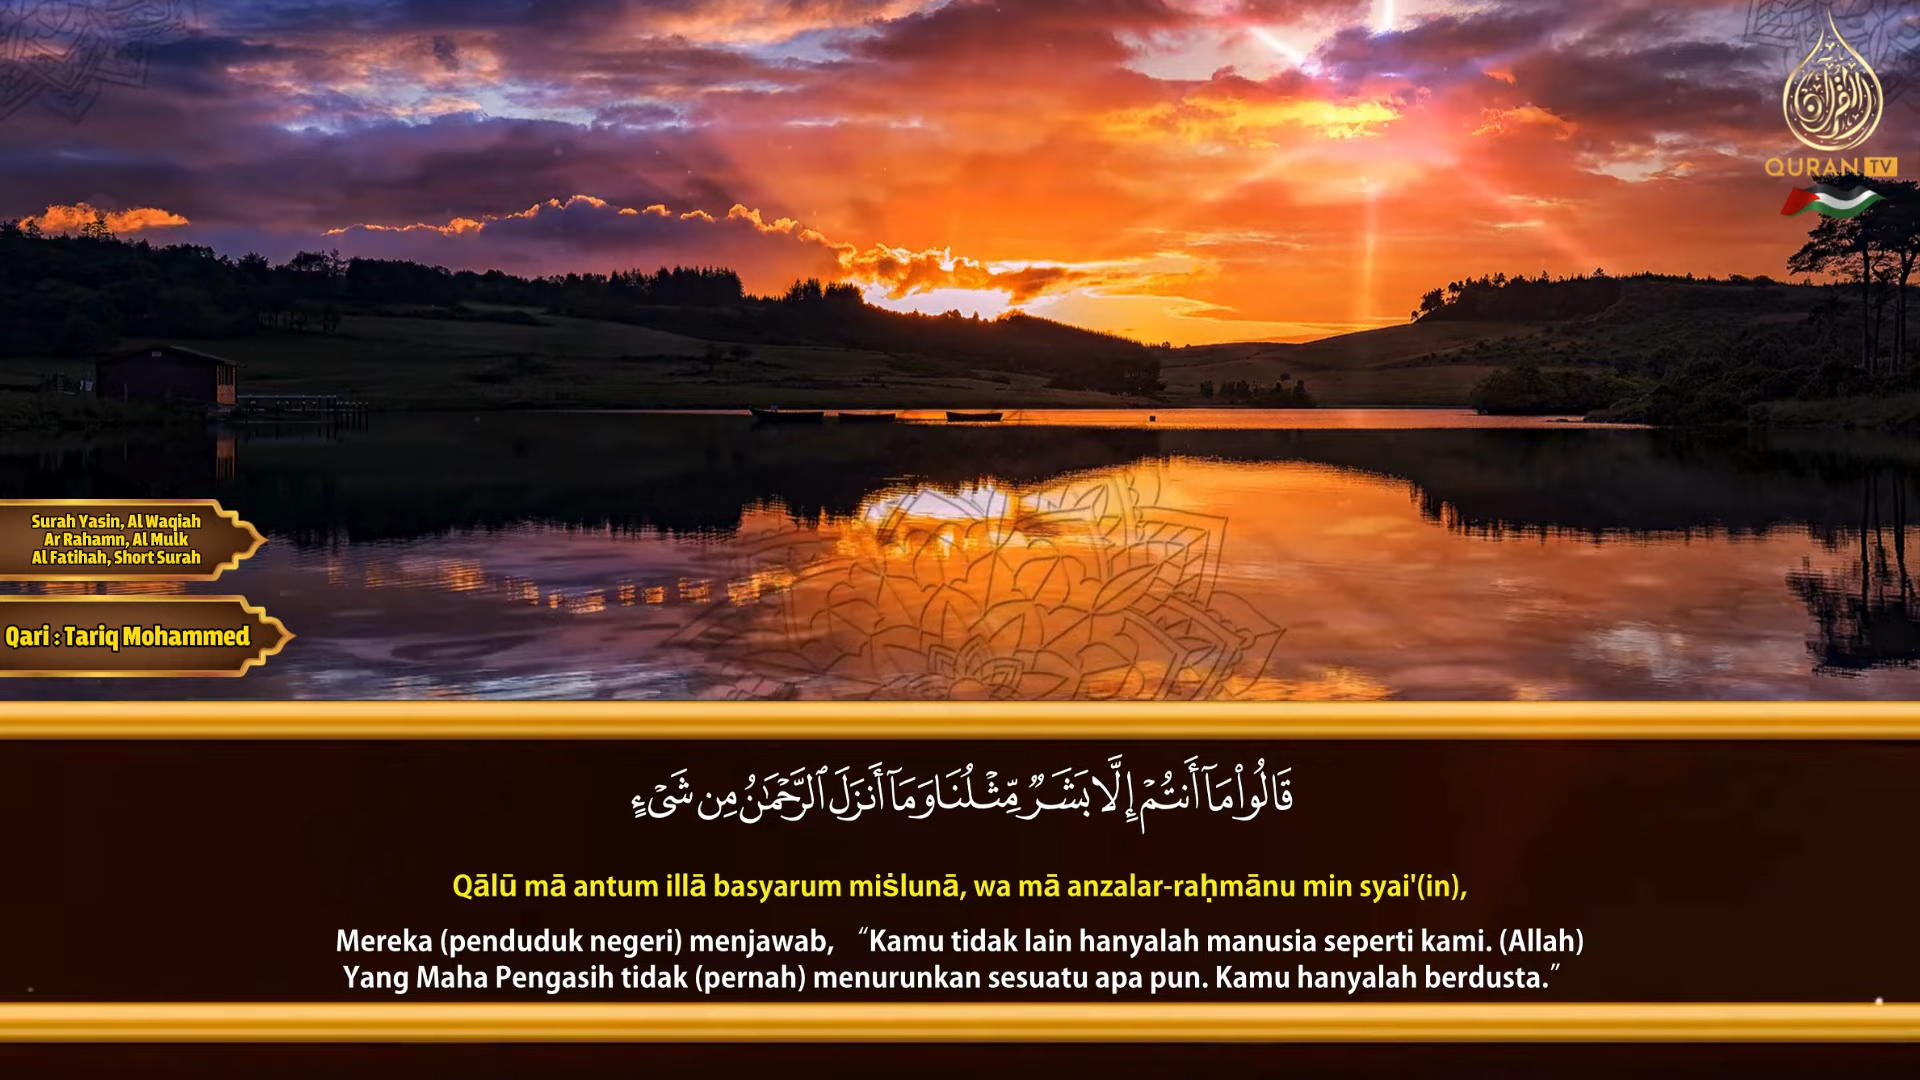 القرآن
QURAN TV
Surah Yasin, Al Waqiah
Ar Rahamn, Al Mulk
Al Fatihah, Short Surah
Qari : Tariq Mohammed
قَالُوا۟ مَآ أَنتُمْ إِلَّا بَشَرٌ مِّثْلُنَا وَمَآ أَنزَلَ ٱلرَّحْمَـٰنُ مِن شَىْءٍ
Qālū mā antum illā basyarum miṡlunā, wa mā anzalar-raḥmānu min syai'(in),
Mereka (penduduk negeri) menjawab, “Kamu tidak lain hanyalah manusia seperti kami. (Allah)
Yang Maha Pengasih tidak (pernah) menurunkan sesuatu apa pun. Kamu hanyalah berdusta.”